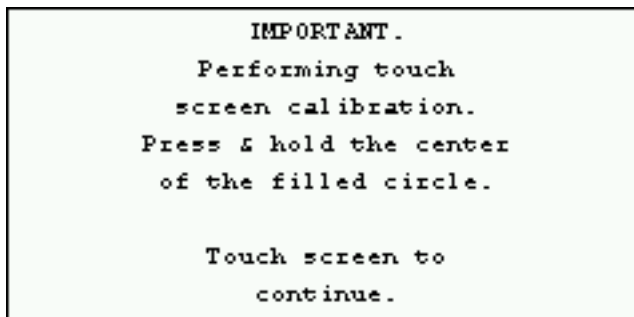 IMPORTANT.
Performing touch
screen calibration.
Press & hold the center
of the filled circle.
Touch screen to
continue.